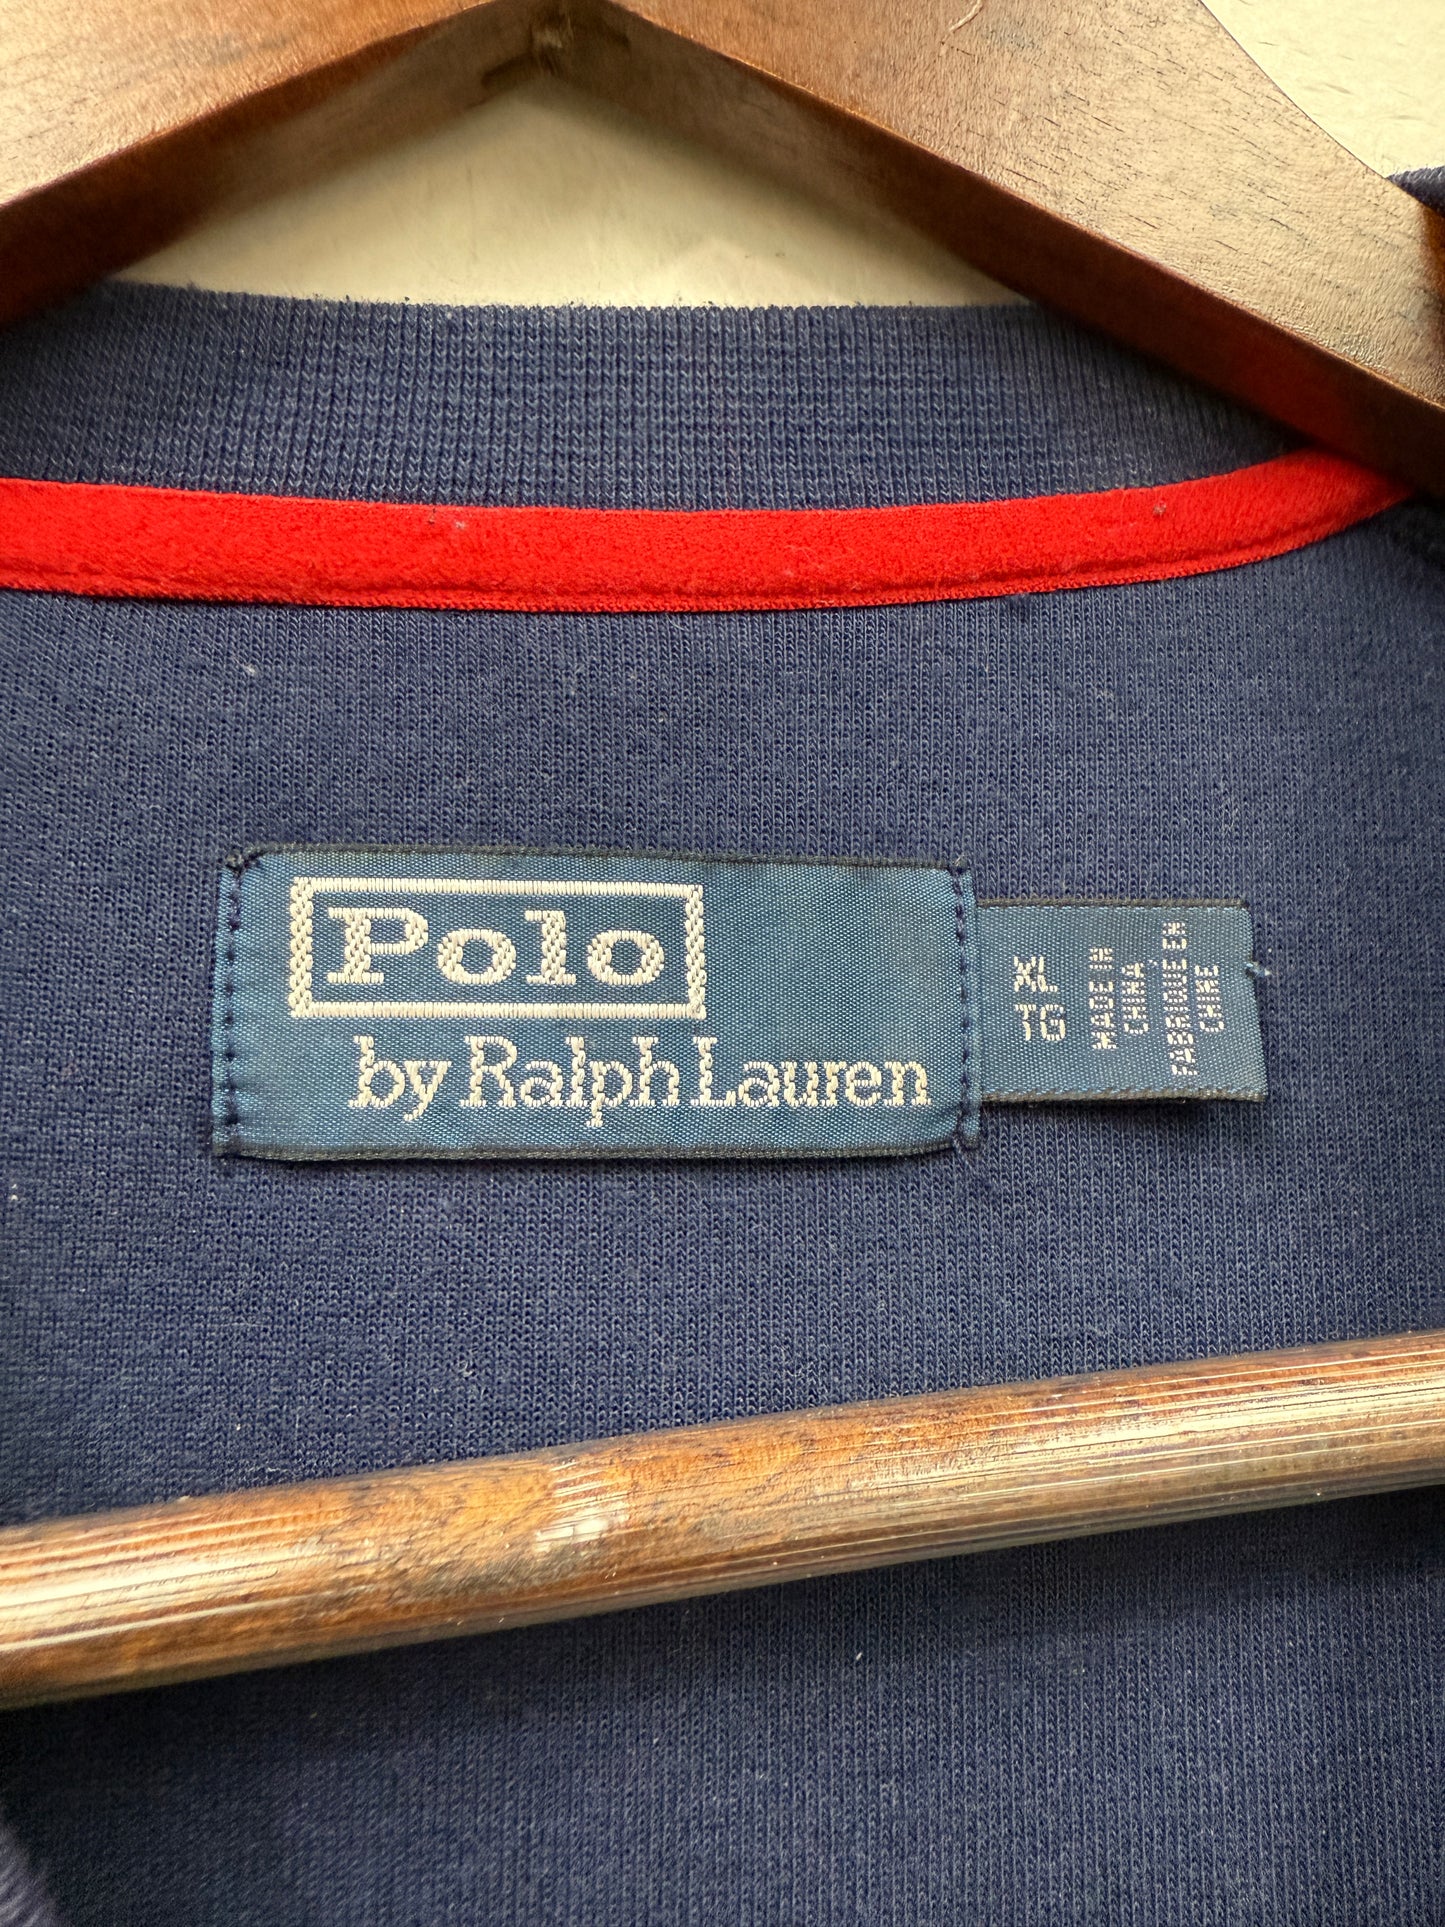 Polo
by Ralph Lauren
XL
TG
MADE IN
CHINA
FABRIQUE EN
CHINE